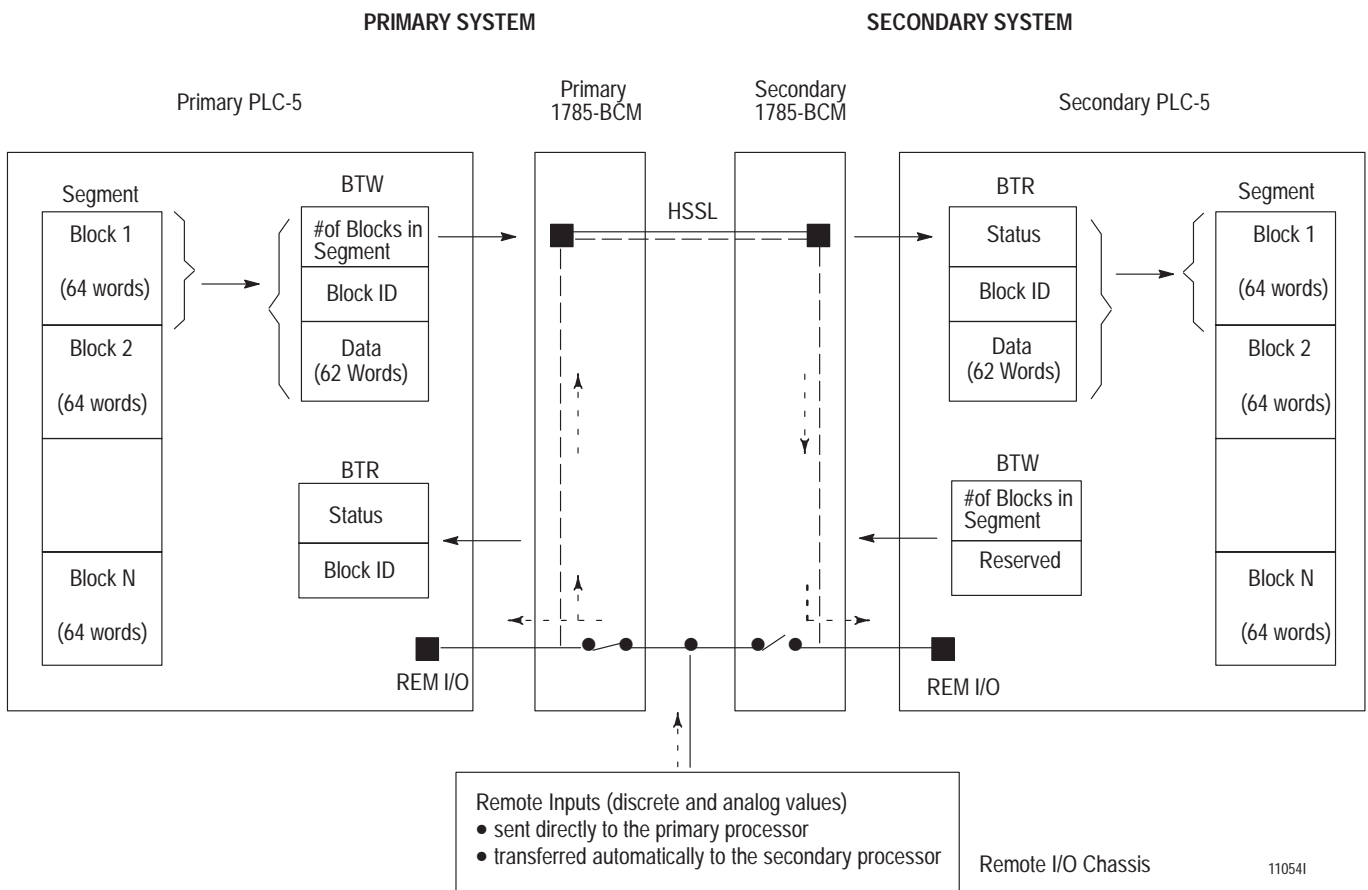 PRIMARY SYSTEM
SECONDARY SYSTEM
Primary PLC-5
Primary
1785-BCM
Secondary
1785-BCM
Secondary PLC-5
Segment
Block 1
(64 words)
Block 2
(64 words)
Block N
(64 words)
BTW
#of Blocks in
Segment
Block ID
Data
(62 Words)
BTR
Status
Block ID
REM I/O
HSSL
BTR
Status
Block ID
Data
(62 Words)
BTW
#of Blocks in
Segment
Reserved
REM I/O
Segment
Block 1
(64 words)
Block 2
(64 words)
Block N
(64 words)
Remote Inputs (discrete and analog values)
• sent directly to the primary processor
• transferred automatically to the secondary processor
Remote I/O Chassis
11054I